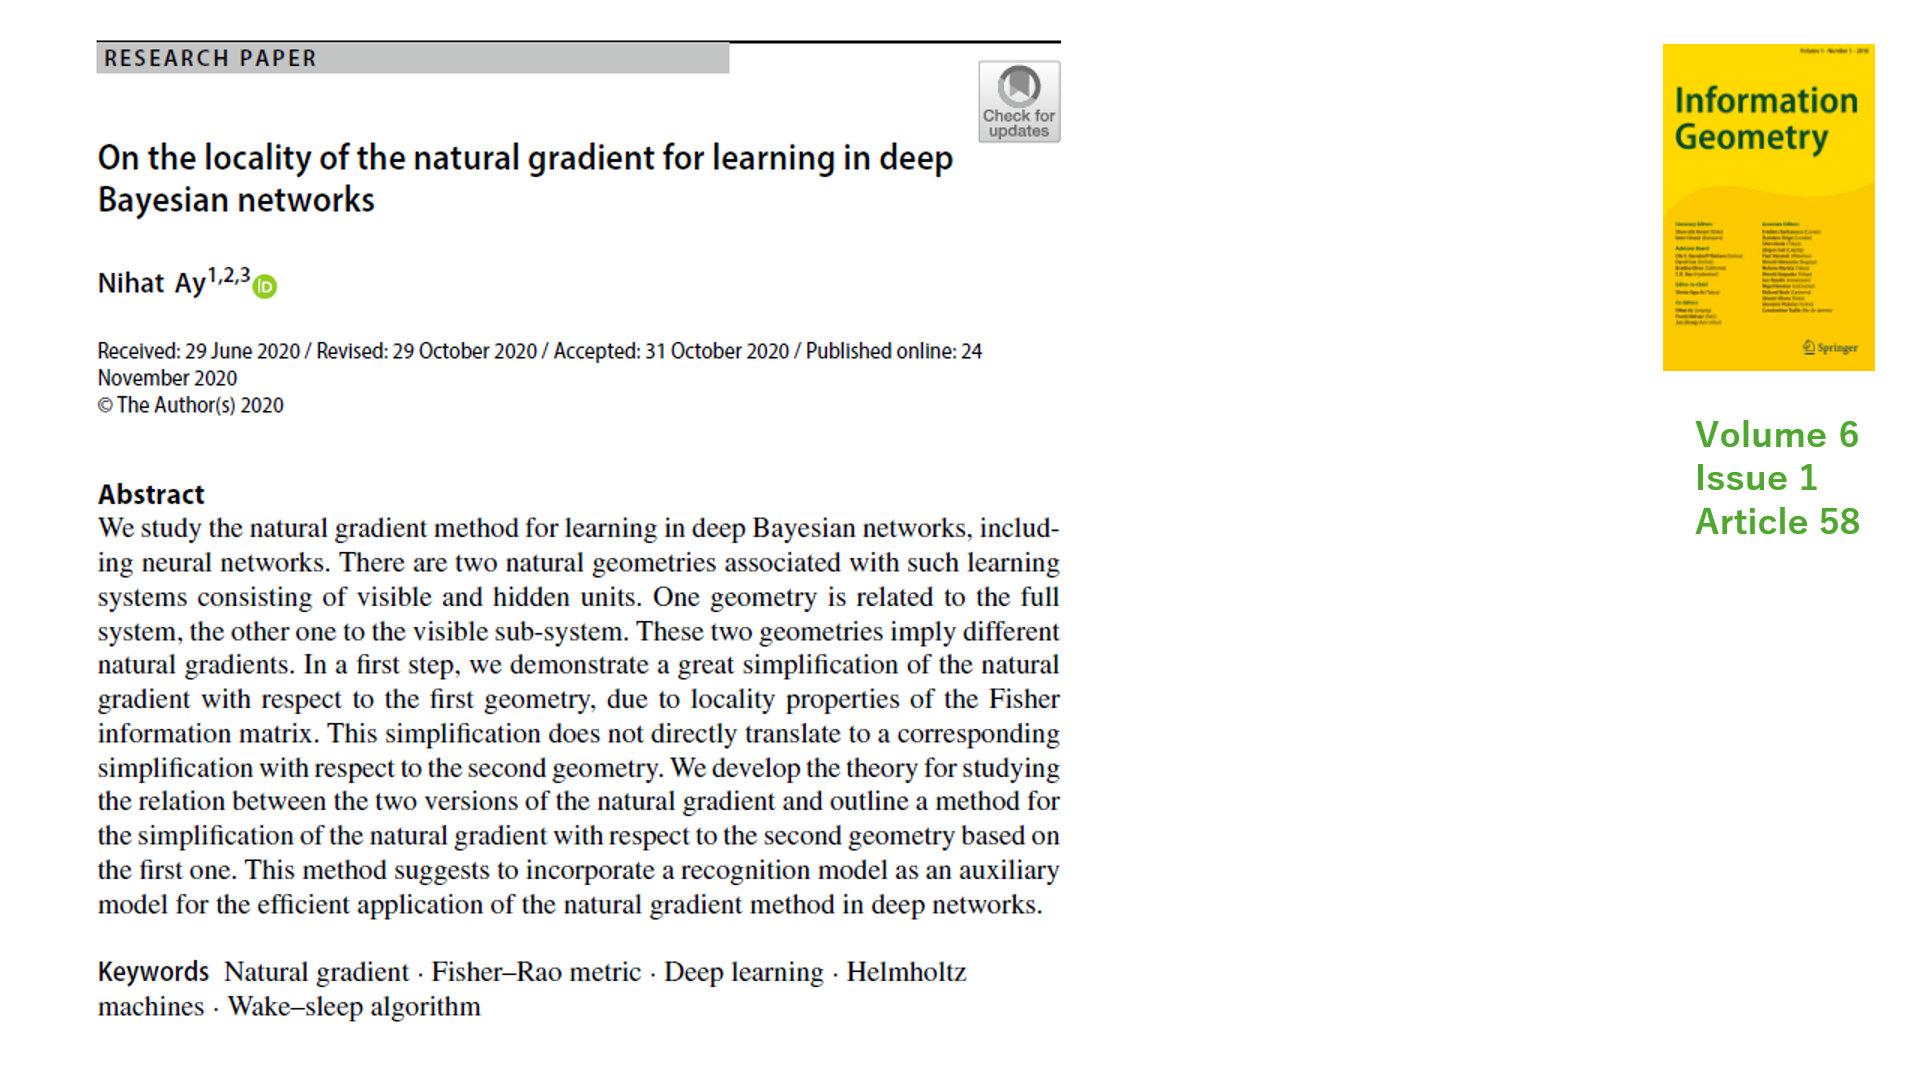 RESEARCH PAPER
Check for
updates
On the locality of the natural gradient for learning in deep
Bayesian networks
Nihat Ay1,2,3
Received: 29 June 2020 / Revised: 29 October 2020 / Accepted: 31 October 2020 / Published online: 24
November 2020
© The Author(s) 2020
Abstract
We study the natural gradient method for learning in deep Bayesian networks, includ-
ing neural networks. There are two natural geometries associated with such learning
systems consisting of visible and hidden units. One geometry is related to the full
system, the other one to the visible sub-system. These two geometries imply different
natural gradients. In a first step, we demonstrate a great simplification of the natural
gradient with respect to the first geometry, due to locality properties of the Fisher
information matrix. This simplification does not directly translate to a corresponding
simplification with respect to the second geometry. We develop the theory for studying
the relation between the two versions of the natural gradient and outline a method for
the simplification of the natural gradient with respect to the second geometry based on
the first one. This method suggests to incorporate a recognition model as an auxiliary
model for the efficient application of the natural gradient method in deep networks.
Keywords Natural gradient · Fisher–Rao metric · Deep learning · Helmholtz
machines · Wake–sleep algorithm
Volume 1 · Number 1 · 2018
Information
Geometry
Springer
Volume 6
Issue 1
Article 58